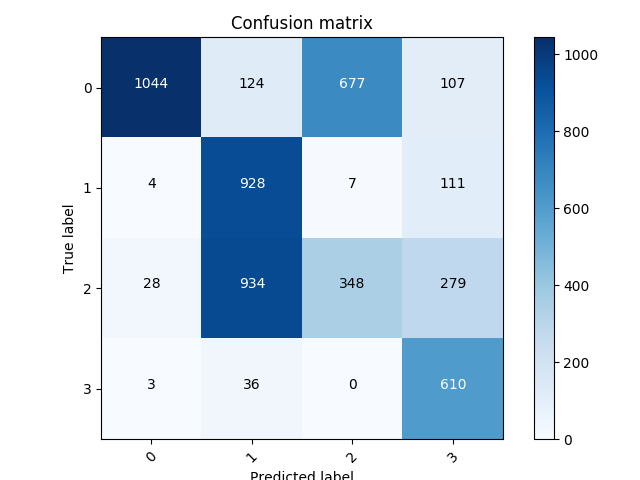 Confusion matrix
0 1044 124 677 107
1 4 928 7 111
2 28 934 348 279
3 3 36 0 610
0 1 2 3
True label
Predicted label
1000
800
600
400
200
0